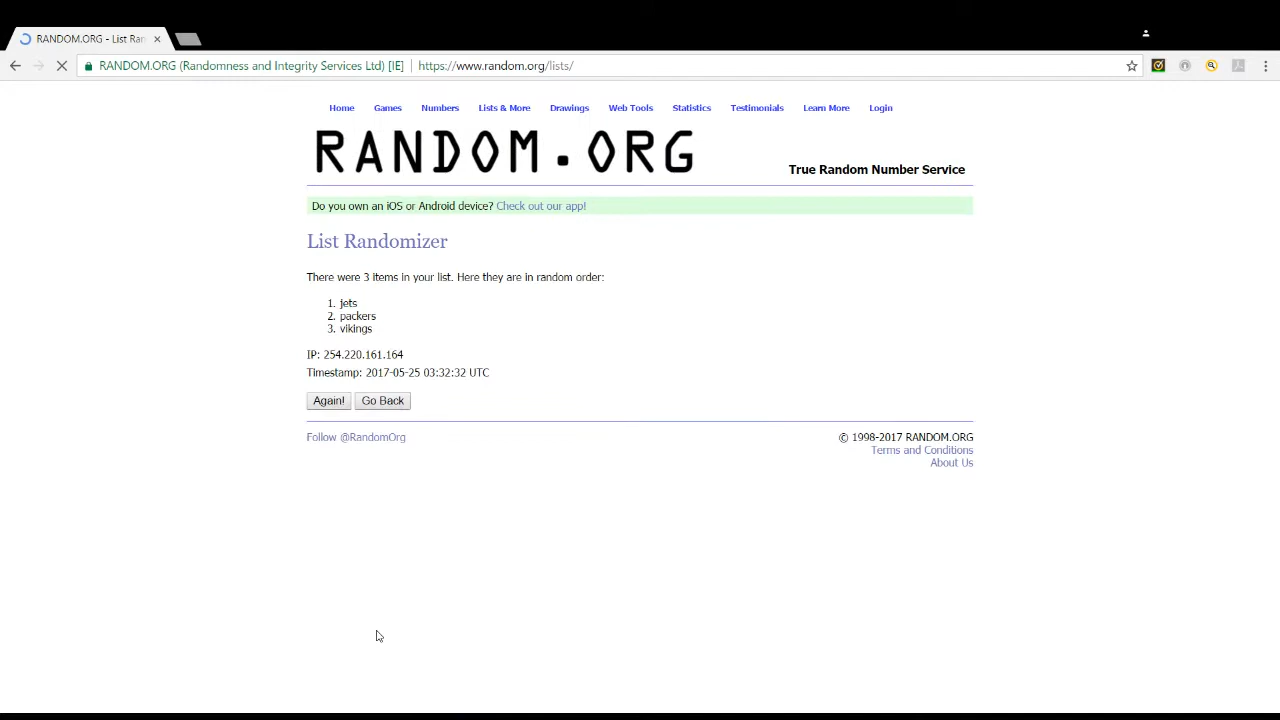 RANDOM.ORG - List Ran
RANDOM.ORG (Randomness and Integrity Services Ltd) [IE] https://www.random.org/lists/
Home Games Numbers Lists & More Drawings Web Tools Statistics Testimonials Learn More Login
RANDOM.ORG
True Random Number Service
Do you own an iOS or Android device? Check out our app!
List Randomizer
There were 3 items in your list. Here they are in random order:
1. jets
2. packers
3. vikings
IP: 254.220.161.164
Timestamp: 2017-05-25 03:32:32 UTC
Again! Go Back
Follow @RandomOrg © 1998-2017 RANDOM.ORG
Terms and Conditions
About Us